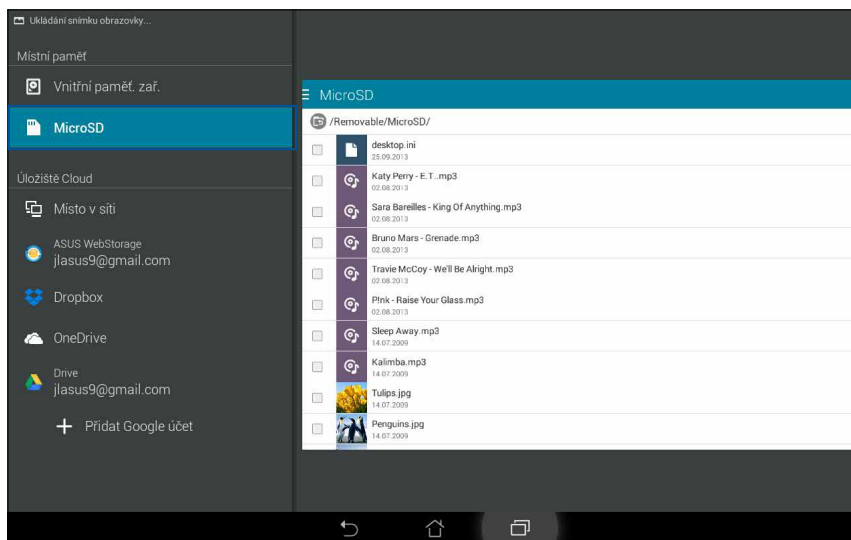 Ukládání snímku obrazovky...
Místní paměť
Vnitřní paměť. zař.
MicroSD
Úložiště Cloud
Místo v síti
ASUS WebStorage
jlasus9@gmail.com
Dropbox
OneDrive
Drive
jlasus9@gmail.com
Přidat Google účet
MicroSD
/Removable/MicroSD/
desktop.ini
25.09.2013
Katy Perry - E.T..mp3
02.08.2013
Sara Bareilles - King Of Anything.mp3
02.08.2013
Bruno Mars - Grenade.mp3
02.08.2013
Travie McCoy - We'll Be Alright.mp3
02.08.2013
P!nk - Raise Your Glass.mp3
02.08.2013
Sleep Away.mp3
14.07.2009
Kalimba.mp3
14.07.2009
Tulips.jpg
14.07.2009
Penguins.jpg
14.07.2009